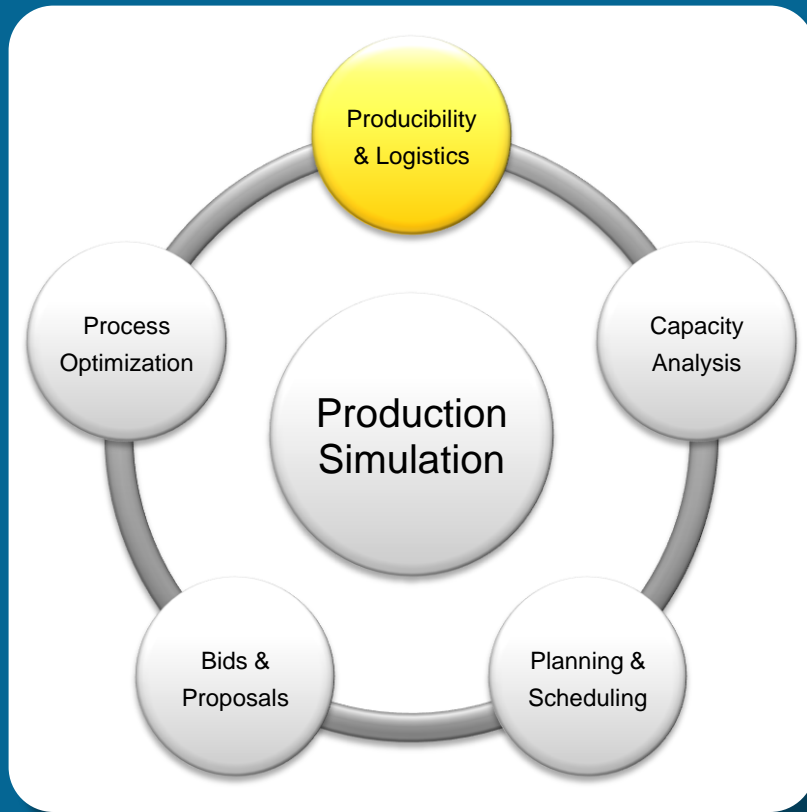 Producibility
& Logistics
Process
Optimization
Capacity
Analysis
Production
Simulation
Bids &
Proposals
Planning &
Scheduling